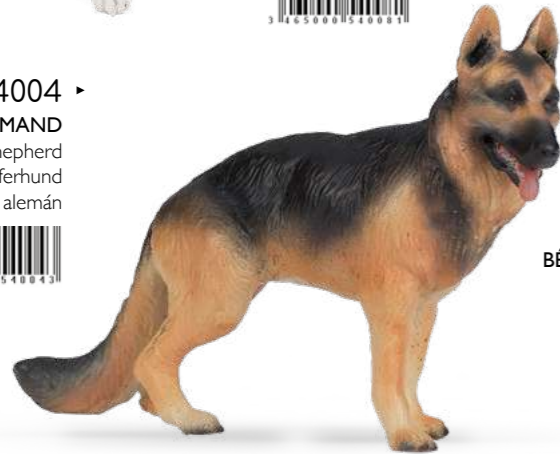 3 465000 540081
4004 ▸
MAND
hepherd
ferhund
alemán
540043
BÉ